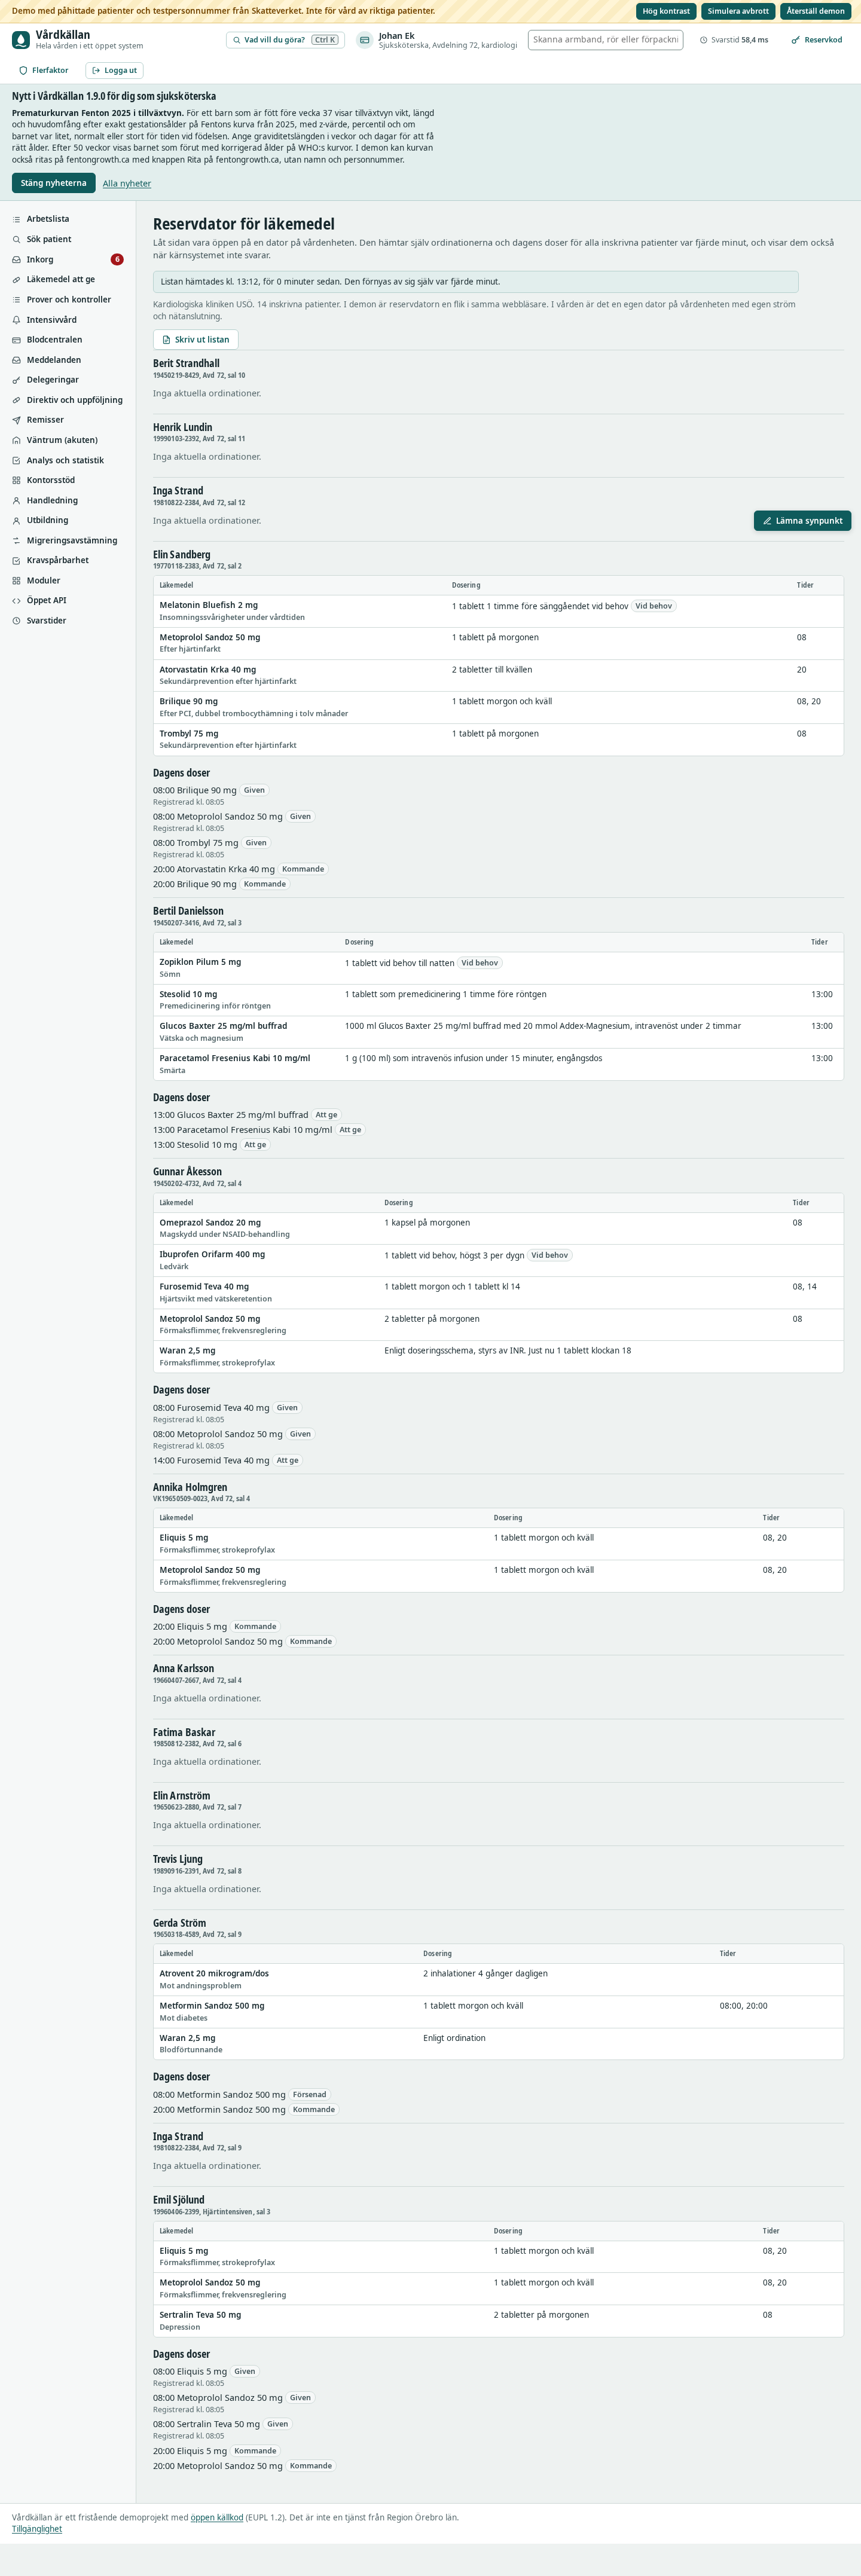 Demo med påhittade patienter och testpersonnummer från Skatteverket. Inte för vård av riktiga patienter.
Hög kontrast
Simulera avbrott
Återställ demon
Vårdkällan
Hela vården i ett öppet system
Vad vill du göra? Ctrl K
Johan Ek
Sjuksköterska, Avdelning 72, kardiologi
Skanna armband, rör eller förpackni
Svarstid 58,4 ms
Reservkod
Flerfaktor
Logga ut
Nytt i Vårdkällan 1.9.0 för dig som sjuksköterska
Prematurkurvan Fenton 2025 i tillväxtvyn. För ett barn som är fött före vecka 37 visar tillväxtvyn vikt, längd
och huvudomfång efter exakt gestationsålder på Fentons kurva från 2025, med z-värde, percentil och om
barnet var litet, normalt eller stort för tiden vid födelsen. Ange graviditetslängden i veckor och dagar för att få
rätt ålder. Efter 50 veckor visas barnet som förut med korrigerad ålder på WHO:s kurvor. I demon kan kurvan
också ritas på fentongrowth.ca med knappen Rita på fentongrowth.ca, utan namn och personnummer.
Stäng nyheterna
Alla nyheter
Arbetslista
Sök patient
Inkorg 6
Läkemedel att ge
Prover och kontroller
Intensivvård
Blodcentralen
Meddelanden
Delegeringar
Direktiv och uppföljning
Remisser
Väntrum (akuten)
Analys och statistik
Kontorsstöd
Handledning
Utbildning
Migreringsavstämning
Kravspårbarhet
Moduler
Öppet API
Svarstider
Reservdator för läkemedel
Låt sidan vara öppen på en dator på vårdenheten. Den hämtar själv ordinationerna och dagens doser för alla inskrivna patienter var fjärde minut, och visar dem också
när kärnsystemet inte svarar.
Listan hämtades kl. 13:12, för 0 minuter sedan. Den förnyas av sig själv var fjärde minut.
Kardiologiska kliniken USÖ. 14 inskrivna patienter. I demon är reservdatorn en flik i samma webbläsare. I vården är det en egen dator på vårdenheten med egen ström
och nätanslutning.
Skriv ut listan
Berit Strandhall
19450219-8429, Avd 72, sal 10
Inga aktuella ordinationer.
Henrik Lundin
19990103-2392, Avd 72, sal 11
Inga aktuella ordinationer.
Inga Strand
19810822-2384, Avd 72, sal 12
Inga aktuella ordinationer.
Lämna synpunkt
Elin Sandberg
19770118-2383, Avd 72, sal 2
Läkemedel Dosering Tider
Melatonin Bluefish 2 mg 1 tablett 1 timme före sänggåendet vid behov Vid behov
Insomningssvårigheter under vårdtiden
Metoprolol Sandoz 50 mg 1 tablett på morgonen 08
Efter hjärtinfarkt
Atorvastatin Krka 40 mg 2 tabletter till kvällen 20
Sekundärprevention efter hjärtinfarkt
Brilique 90 mg 1 tablett morgon och kväll 08, 20
Efter PCI, dubbel trombocythämning i tolv månader
Trombyl 75 mg 1 tablett på morgonen 08
Sekundärprevention efter hjärtinfarkt
Dagens doser
08:00 Brilique 90 mg Given
Registrerad kl. 08:05
08:00 Metoprolol Sandoz 50 mg Given
Registrerad kl. 08:05
08:00 Trombyl 75 mg Given
Registrerad kl. 08:05
20:00 Atorvastatin Krka 40 mg Kommande
20:00 Brilique 90 mg Kommande
Bertil Danielsson
19450207-3416, Avd 72, sal 3
Läkemedel Dosering Tider
Zopiklon Pilum 5 mg 1 tablett vid behov till natten Vid behov
Sömn
Stesolid 10 mg 1 tablett som premedicinering 1 timme före röntgen 13:00
Premedicinering inför röntgen
Glucos Baxter 25 mg/ml buffrad 1000 ml Glucos Baxter 25 mg/ml buffrad med 20 mmol Addex-Magnesium, intravenöst under 2 timmar 13:00
Vätska och magnesium
Paracetamol Fresenius Kabi 10 mg/ml 1 g (100 ml) som intravenös infusion under 15 minuter, engångsdos 13:00
Smärta
Dagens doser
13:00 Glucos Baxter 25 mg/ml buffrad Att ge
13:00 Paracetamol Fresenius Kabi 10 mg/ml Att ge
13:00 Stesolid 10 mg Att ge
Gunnar Åkesson
19450202-4732, Avd 72, sal 4
Läkemedel Dosering Tider
Omeprazol Sandoz 20 mg 1 kapsel på morgonen 08
Magskydd under NSAID-behandling
Ibuprofen Orifarm 400 mg 1 tablett vid behov, högst 3 per dygn Vid behov
Ledvärk
Furosemid Teva 40 mg 1 tablett morgon och 1 tablett kl 14 08, 14
Hjärtsvikt med vätskeretention
Metoprolol Sandoz 50 mg 2 tabletter på morgonen 08
Förmaksflimmer, frekvensreglering
Waran 2,5 mg Enligt doseringsschema, styrs av INR. Just nu 1 tablett klockan 18
Förmaksflimmer, strokeprofylax
Dagens doser
08:00 Furosemid Teva 40 mg Given
Registrerad kl. 08:05
08:00 Metoprolol Sandoz 50 mg Given
Registrerad kl. 08:05
14:00 Furosemid Teva 40 mg Att ge
Annika Holmgren
VK19650509-0023, Avd 72, sal 4
Läkemedel Dosering Tider
Eliquis 5 mg 1 tablett morgon och kväll 08, 20
Förmaksflimmer, strokeprofylax
Metoprolol Sandoz 50 mg 1 tablett morgon och kväll 08, 20
Förmaksflimmer, frekvensreglering
Dagens doser
20:00 Eliquis 5 mg Kommande
20:00 Metoprolol Sandoz 50 mg Kommande
Anna Karlsson
19660407-2667, Avd 72, sal 4
Inga aktuella ordinationer.
Fatima Baskar
19850812-2382, Avd 72, sal 6
Inga aktuella ordinationer.
Elin Arnström
19650623-2880, Avd 72, sal 7
Inga aktuella ordinationer.
Trevis Ljung
19890916-2391, Avd 72, sal 8
Inga aktuella ordinationer.
Gerda Ström
19650318-4589, Avd 72, sal 9
Läkemedel Dosering Tider
Atrovent 20 mikrogram/dos 2 inhalationer 4 gånger dagligen
Mot andningsproblem
Metformin Sandoz 500 mg 1 tablett morgon och kväll 08:00, 20:00
Mot diabetes
Waran 2,5 mg Enligt ordination
Blodförtunnande
Dagens doser
08:00 Metformin Sandoz 500 mg Försenad
20:00 Metformin Sandoz 500 mg Kommande
Inga Strand
19810822-2384, Avd 72, sal 9
Inga aktuella ordinationer.
Emil Sjölund
19960406-2399, Hjärtintensiven, sal 3
Läkemedel Dosering Tider
Eliquis 5 mg 1 tablett morgon och kväll 08, 20
Förmaksflimmer, strokeprofylax
Metoprolol Sandoz 50 mg 1 tablett morgon och kväll 08, 20
Förmaksflimmer, frekvensreglering
Sertralin Teva 50 mg 2 tabletter på morgonen 08
Depression
Dagens doser
08:00 Eliquis 5 mg Given
Registrerad kl. 08:05
08:00 Metoprolol Sandoz 50 mg Given
Registrerad kl. 08:05
08:00 Sertralin Teva 50 mg Given
Registrerad kl. 08:05
20:00 Eliquis 5 mg Kommande
20:00 Metoprolol Sandoz 50 mg Kommande
Vårdkällan är ett fristående demoprojekt med öppen källkod (EUPL 1.2). Det är inte en tjänst från Region Örebro län.
Tillgänglighet